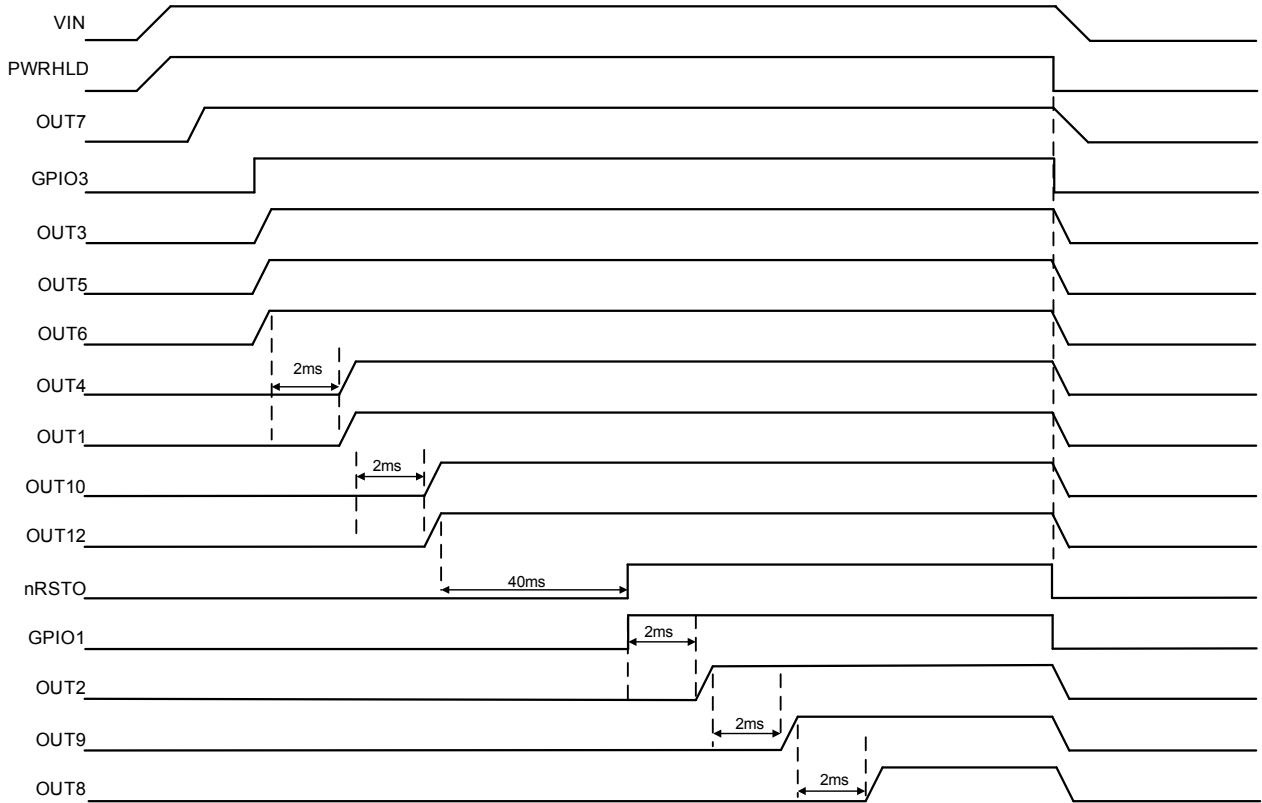 VIN
PWRHLD
OUT7
GPIO3
OUT3
OUT5
OUT6
2ms
OUT4
OUT1
2ms
OUT10
OUT12
40ms
nRSTO
GPIO1
2ms
OUT2
2ms
OUT9
2ms
OUT8